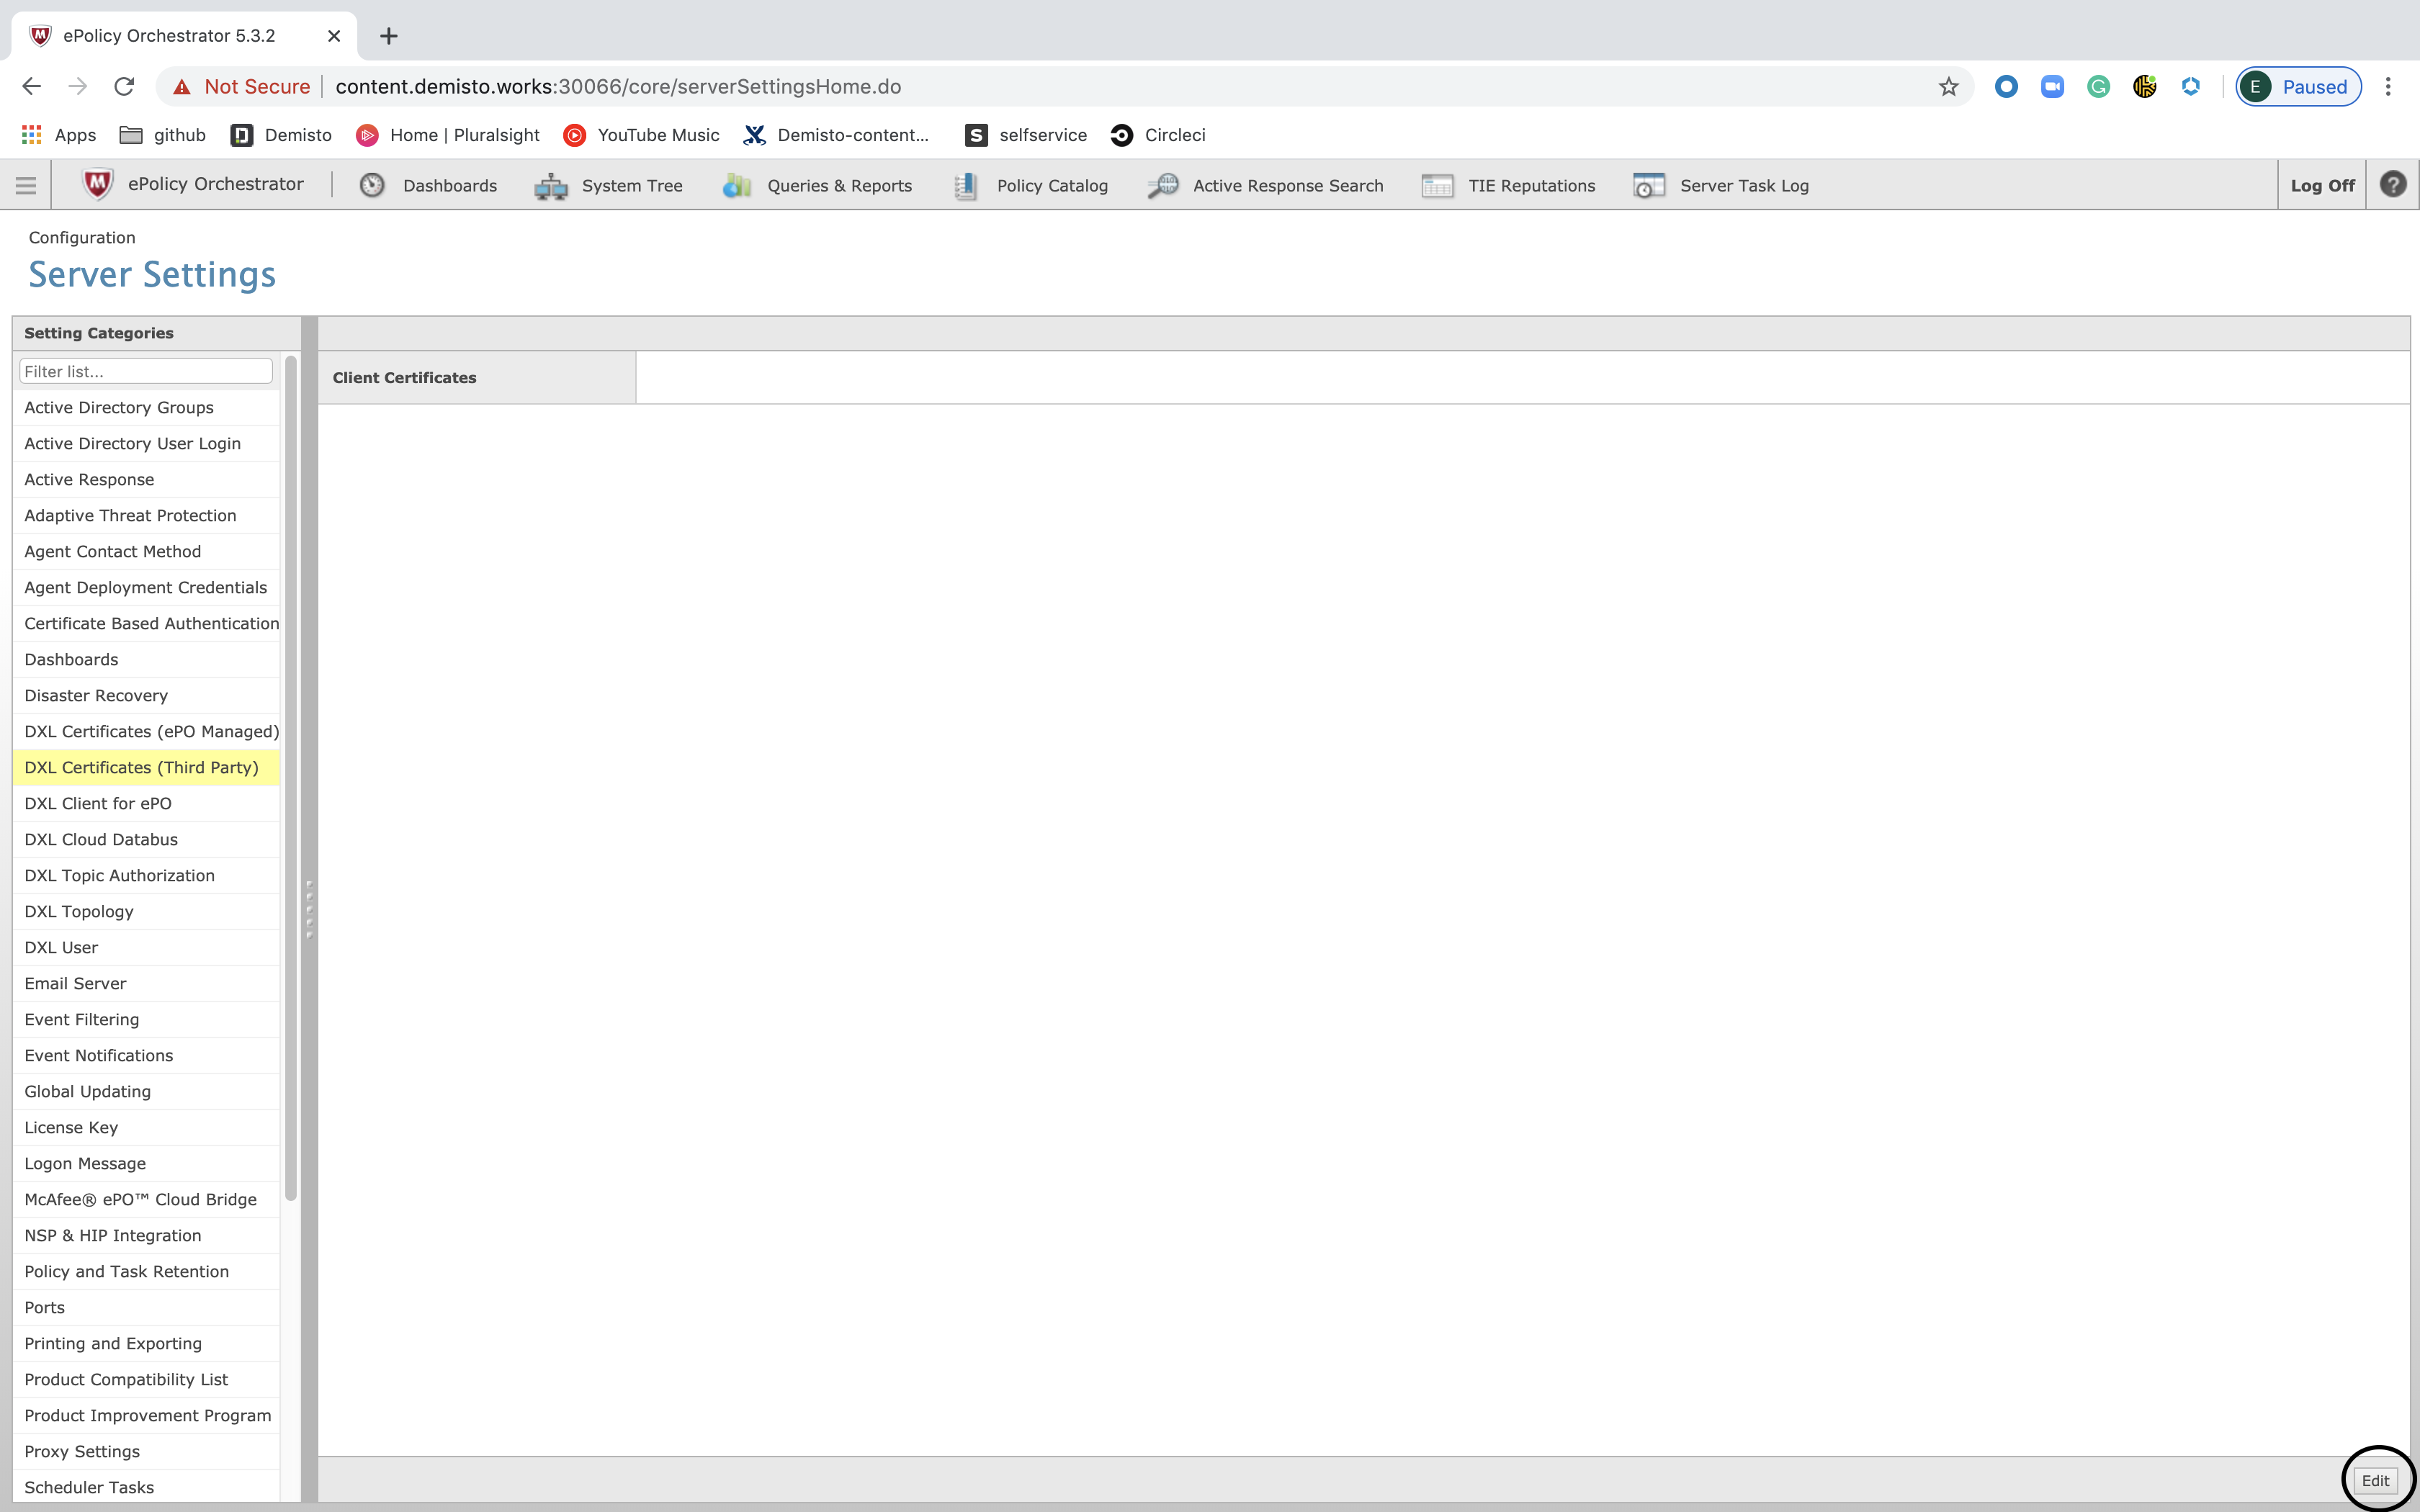 ePolicy Orchestrator 5.3.2
Not Secure content.demisto.works:30066/core/serverSettingsHome.do E Paused
Apps github Demisto Home | Pluralsight YouTube Music Demisto-content... S selfservice Circleci
ePolicy Orchestrator Dashboards System Tree Queries & Reports Policy Catalog Active Response Search TIE Reputations Server Task Log Log Off ?
Configuration
Server Settings
Setting Categories
Filter list...
Client Certificates
Active Directory Groups
Active Directory User Login
Active Response
Adaptive Threat Protection
Agent Contact Method
Agent Deployment Credentials
Certificate Based Authentication
Dashboards
Disaster Recovery
DXL Certificates (ePO Managed)
DXL Certificates (Third Party)
DXL Client for ePO
DXL Cloud Databus
DXL Topic Authorization
DXL Topology
DXL User
Email Server
Event Filtering
Event Notifications
Global Updating
License Key
Logon Message
McAfee® ePO™ Cloud Bridge
NSP & HIP Integration
Policy and Task Retention
Ports
Printing and Exporting
Product Compatibility List
Product Improvement Program
Proxy Settings
Scheduler Tasks
Edit